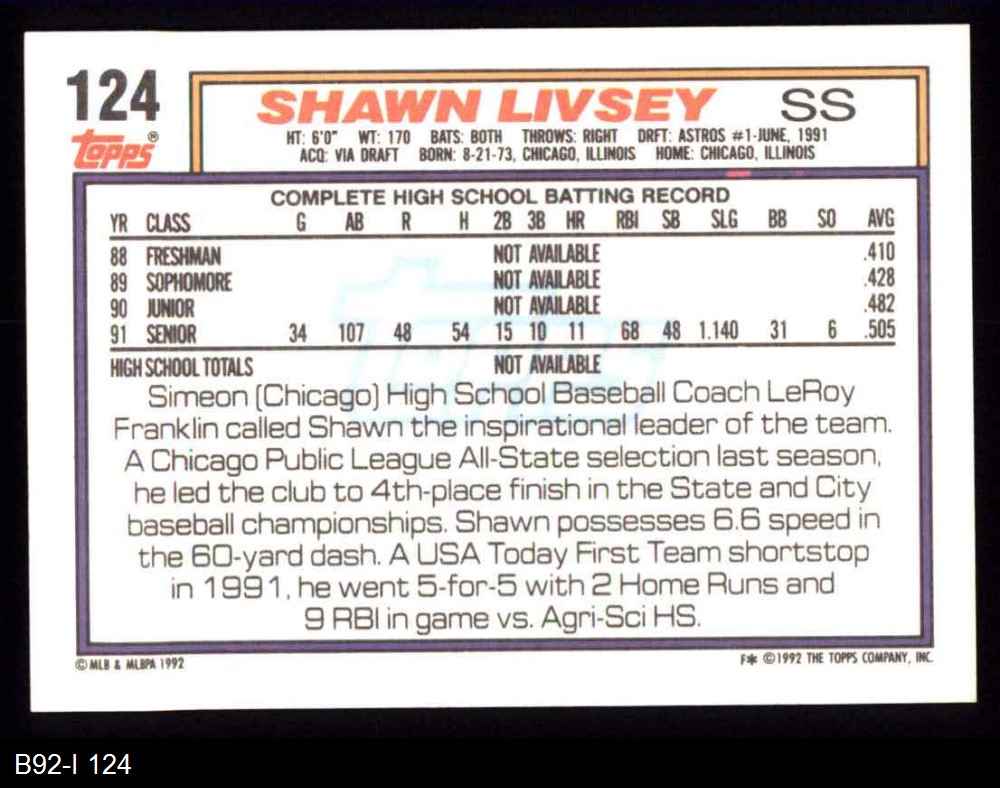 124
SHAWN LIVSEY SS
Topps®
HT: 6'0" WT: 170 BATS: BOTH THROWS: RIGHT DRFT: ASTROS #1-JUNE, 1991
ACQ: VIA DRAFT BORN: 8-21-73, CHICAGO, ILLINOIS HOME: CHICAGO, ILLINOIS
COMPLETE HIGH SCHOOL BATTING RECORD
YR CLASS G AB R H 2B 3B HR RBI SB SLG BB SO AVG
88 FRESHMAN NOT AVAILABLE .410
89 SOPHOMORE NOT AVAILABLE .428
90 JUNIOR NOT AVAILABLE .482
91 SENIOR 34 107 48 54 15 10 11 68 48 1.140 31 6 .505
HIGH SCHOOL TOTALS NOT AVAILABLE
Topps
Simeon (Chicago) High School Baseball Coach LeRoy
Franklin called Shawn the inspirational leader of the team.
A Chicago Public League All-State selection last season,
he led the club to 4th-place finish in the State and City
baseball championships. Shawn possesses 6.6 speed in
the 60-yard dash. A USA Today First Team shortstop
in 1991, he went 5-for-5 with 2 Home Runs and
9 RBI in game vs. Agri-Sci HS.
© MLB & MLBPA 1992
F* © 1992 THE TOPPS COMPANY, INC.
B92-I 124